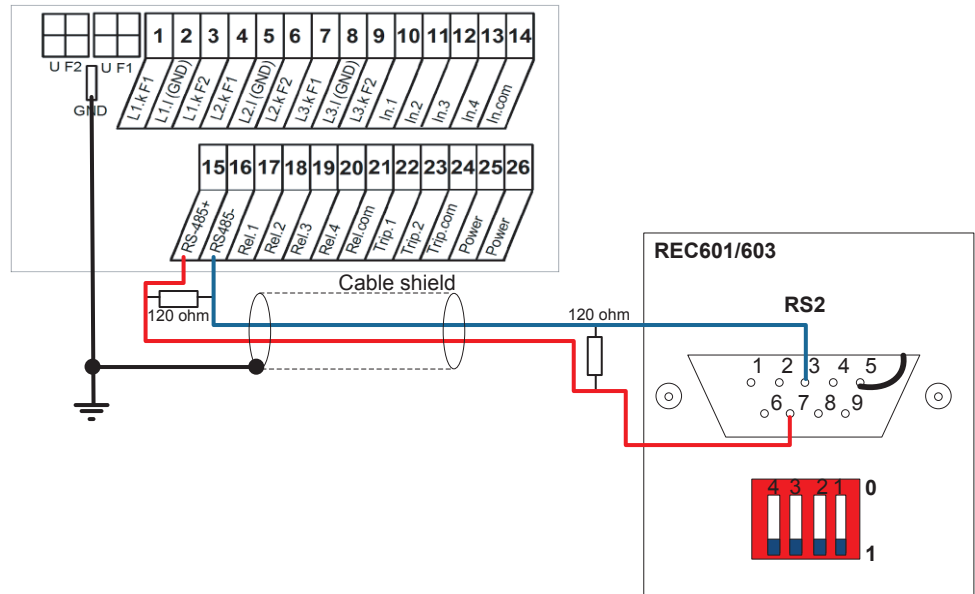 U F2 U F1
GND
1 2 3 4 5 6 7 8 9 10 11 12 13 14
L1.k F1 L1.l (GND) L1.k F2 L2.k F1 L2.l (GND) L2.k F2 L3.k F1 L3.l (GND) L3.k F2 In.1 In.2 In.3 In.4 In.com
15 16 17 18 19 20 21 22 23 24 25 26
RS-485+ RS485- Rel.1 Rel.2 Rel.3 Rel.4 Rel.com Trip.1 Trip.2 Trip.com Power Power
Cable shield
120 ohm
120 ohm
REC601/603
RS2
1 2 3 4 5
6 7 8 9
4 3 2 1 0
1